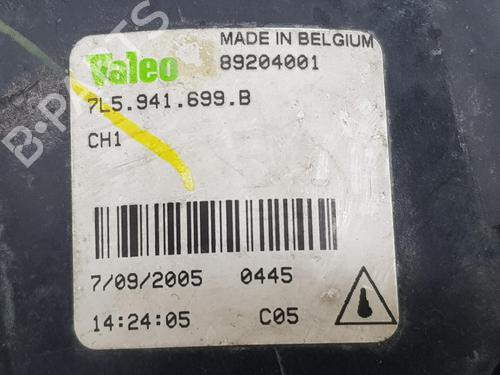 Valeo
MADE IN BELGIUM
89204001
7L5.941.699.B
CH1
7/09/2005 0445
14:24:05 C05
B-PARTS